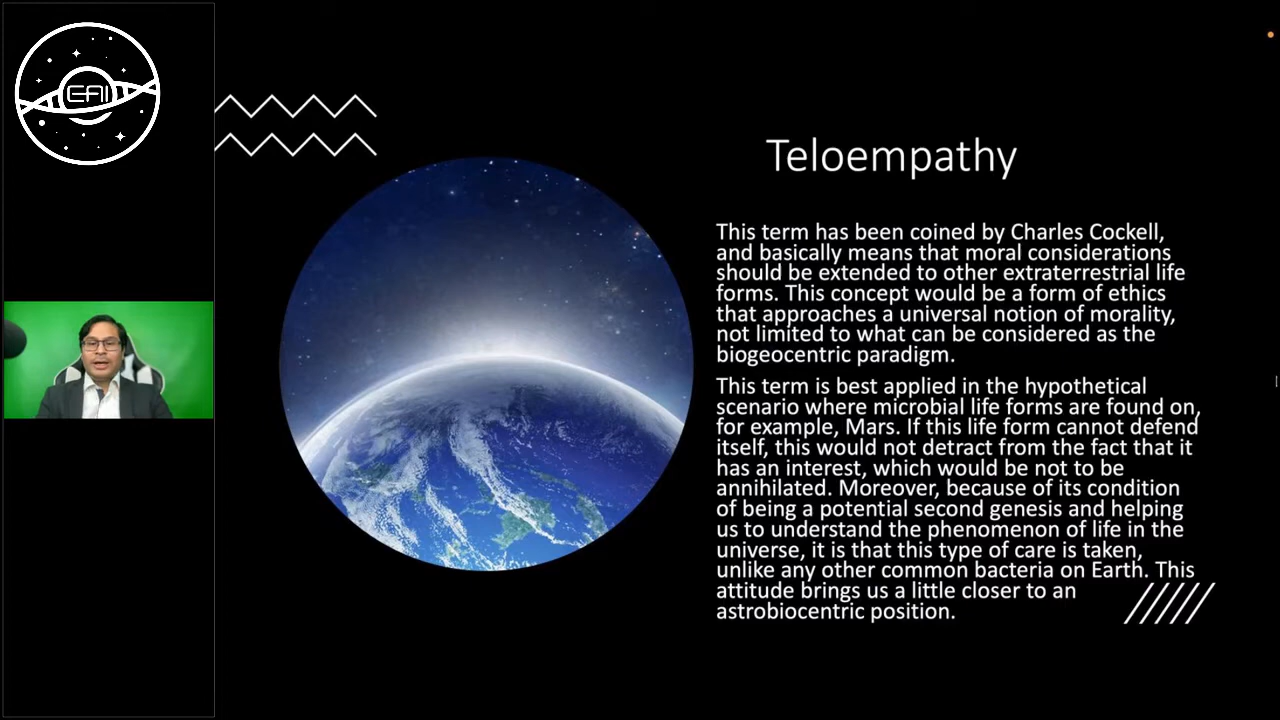 EAI
Teloempathy
This term has been coined by Charles Cockell,
and basically means that moral considerations
should be extended to other extraterrestrial life
forms. This concept would be a form of ethics
that approaches a universal notion of morality,
not limited to what can be considered as the
biogeocentric paradigm.
This term is best applied in the hypothetical
scenario where microbial life forms are found on,
for example, Mars. If this life form cannot defend
itself, this would not detract from the fact that it
has an interest, which would be not to be
annihilated. Moreover, because of its condition
of being a potential second genesis and helping
us to understand the phenomenon of life in the
universe, it is that this type of care is taken,
unlike any other common bacteria on Earth. This
attitude brings us a little closer to an
astrobiocentric position.